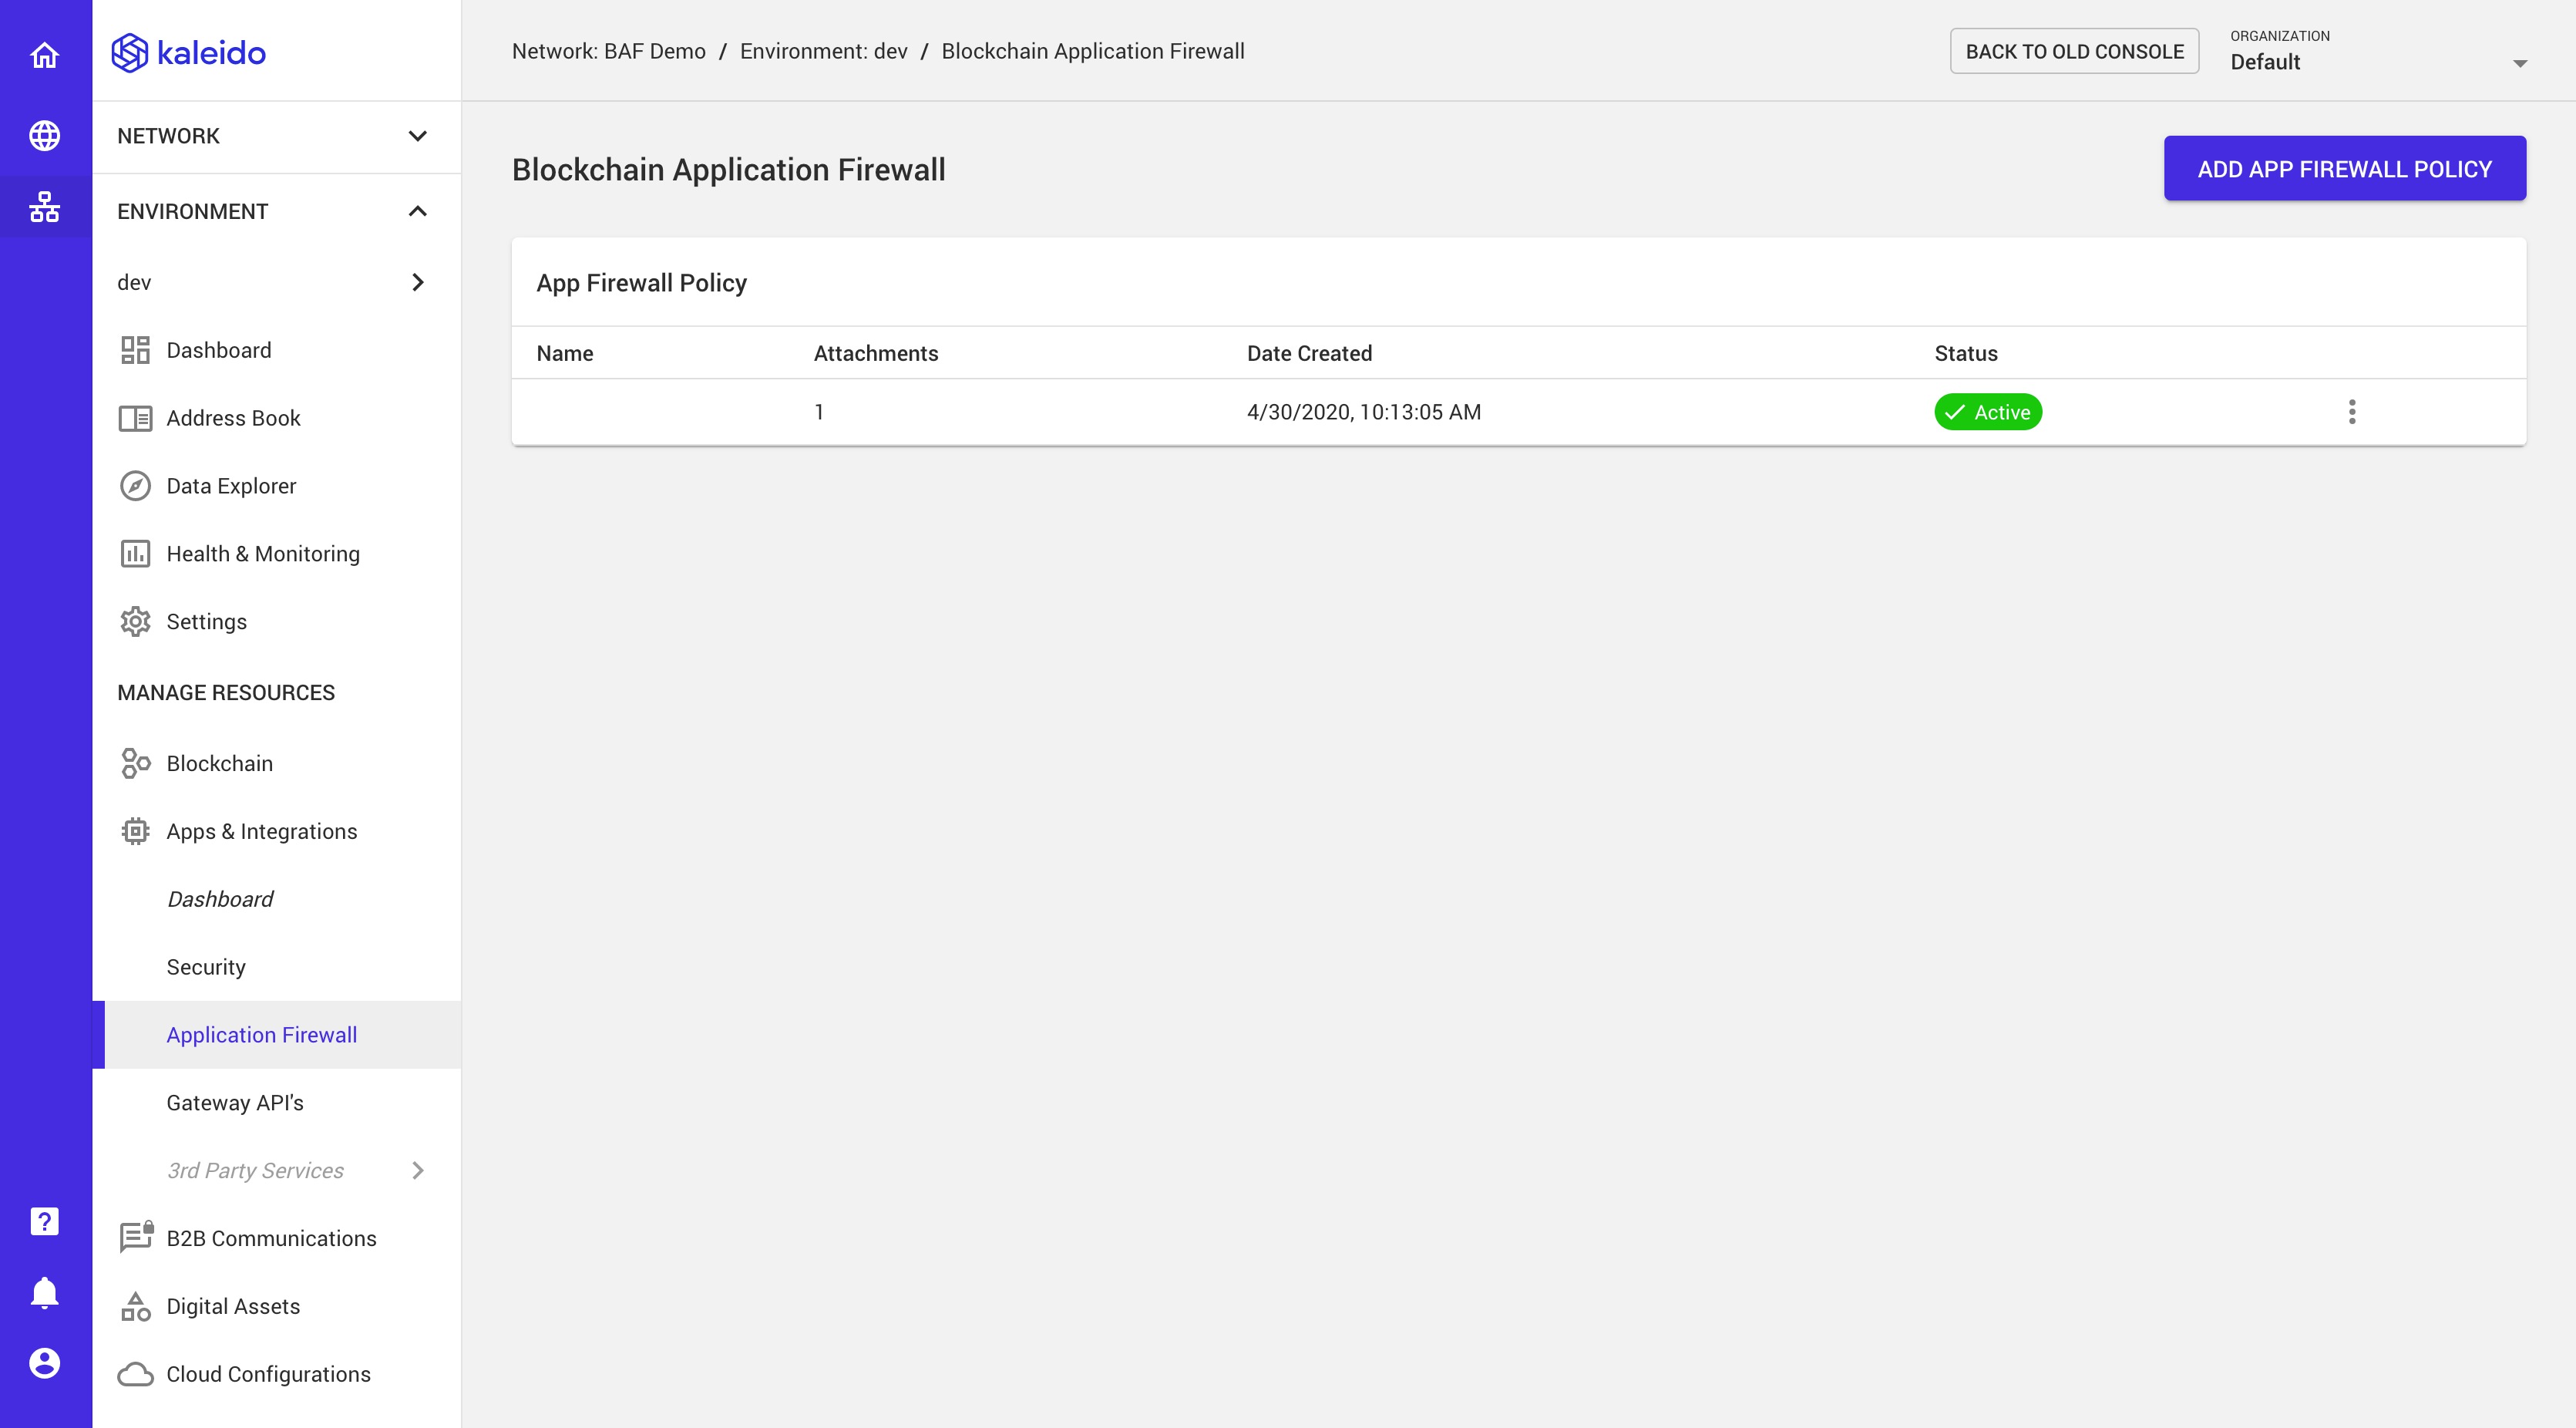 kaleido
Network: BAF Demo / Environment: dev / Blockchain Application Firewall
BACK TO OLD CONSOLE
ORGANIZATION
Default
NETWORK
ENVIRONMENT
dev
Dashboard
Address Book
Data Explorer
Health & Monitoring
Settings
MANAGE RESOURCES
Blockchain
Apps & Integrations
Dashboard
Security
Application Firewall
Gateway API's
3rd Party Services
B2B Communications
Digital Assets
Cloud Configurations
?
Blockchain Application Firewall
ADD APP FIREWALL POLICY
App Firewall Policy
Name Attachments Date Created Status
1 4/30/2020, 10:13:05 AM Active